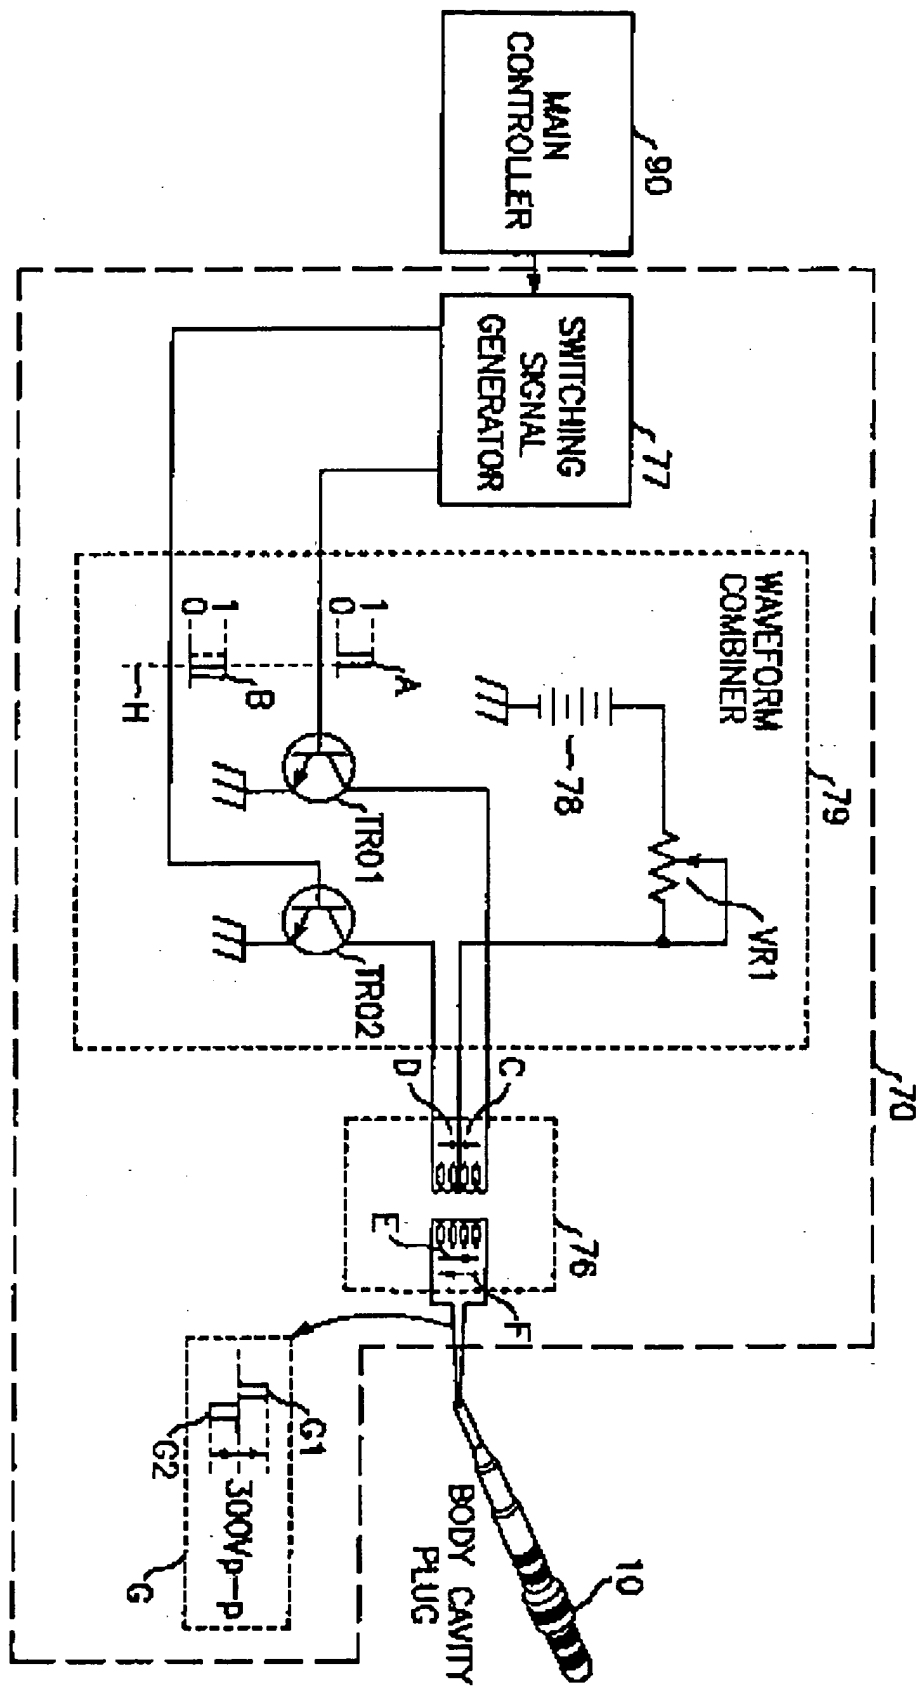 MAIN
CONTROLLER
90
SWITCHING
SIGNAL
GENERATOR
77
70
WAVEFORM
COMBINER
79
78
VR1
1
0
A
1
0
B
H
TR01
TR02
C
D
76
E
F
10
BODY CAVITY
PLUG
G1
G2
300Vp-p
G